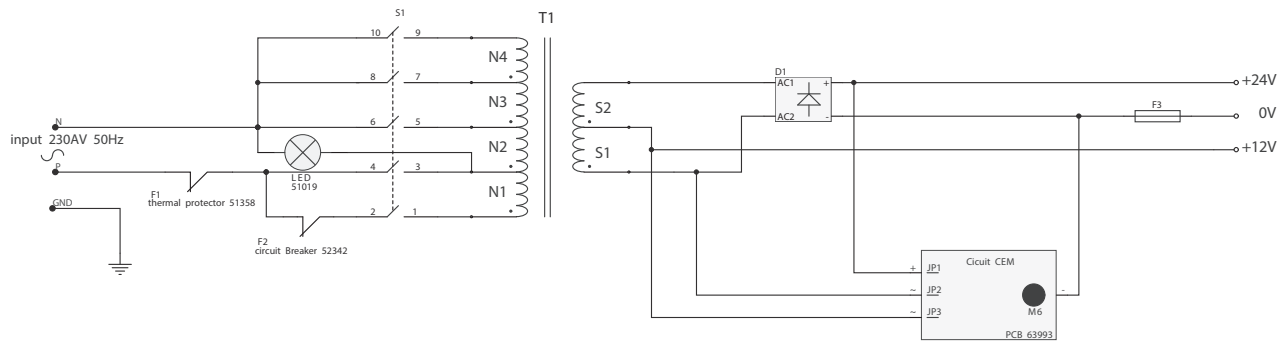 S1
T1
10 9
N4
8 7
D1
AC1 +
+24V
N3
S2
F3
N
6 5
AC2 -
0V
input 230AV 50Hz
N2
S1
+12V
P
4 3
LED
51019
F1
thermal protector 51358
N1
GND
2 1
F2
circuit Breaker 52342
Cicuit CEM
+ JP1
~ JP2
-
~ JP3
M6
PCB 63993